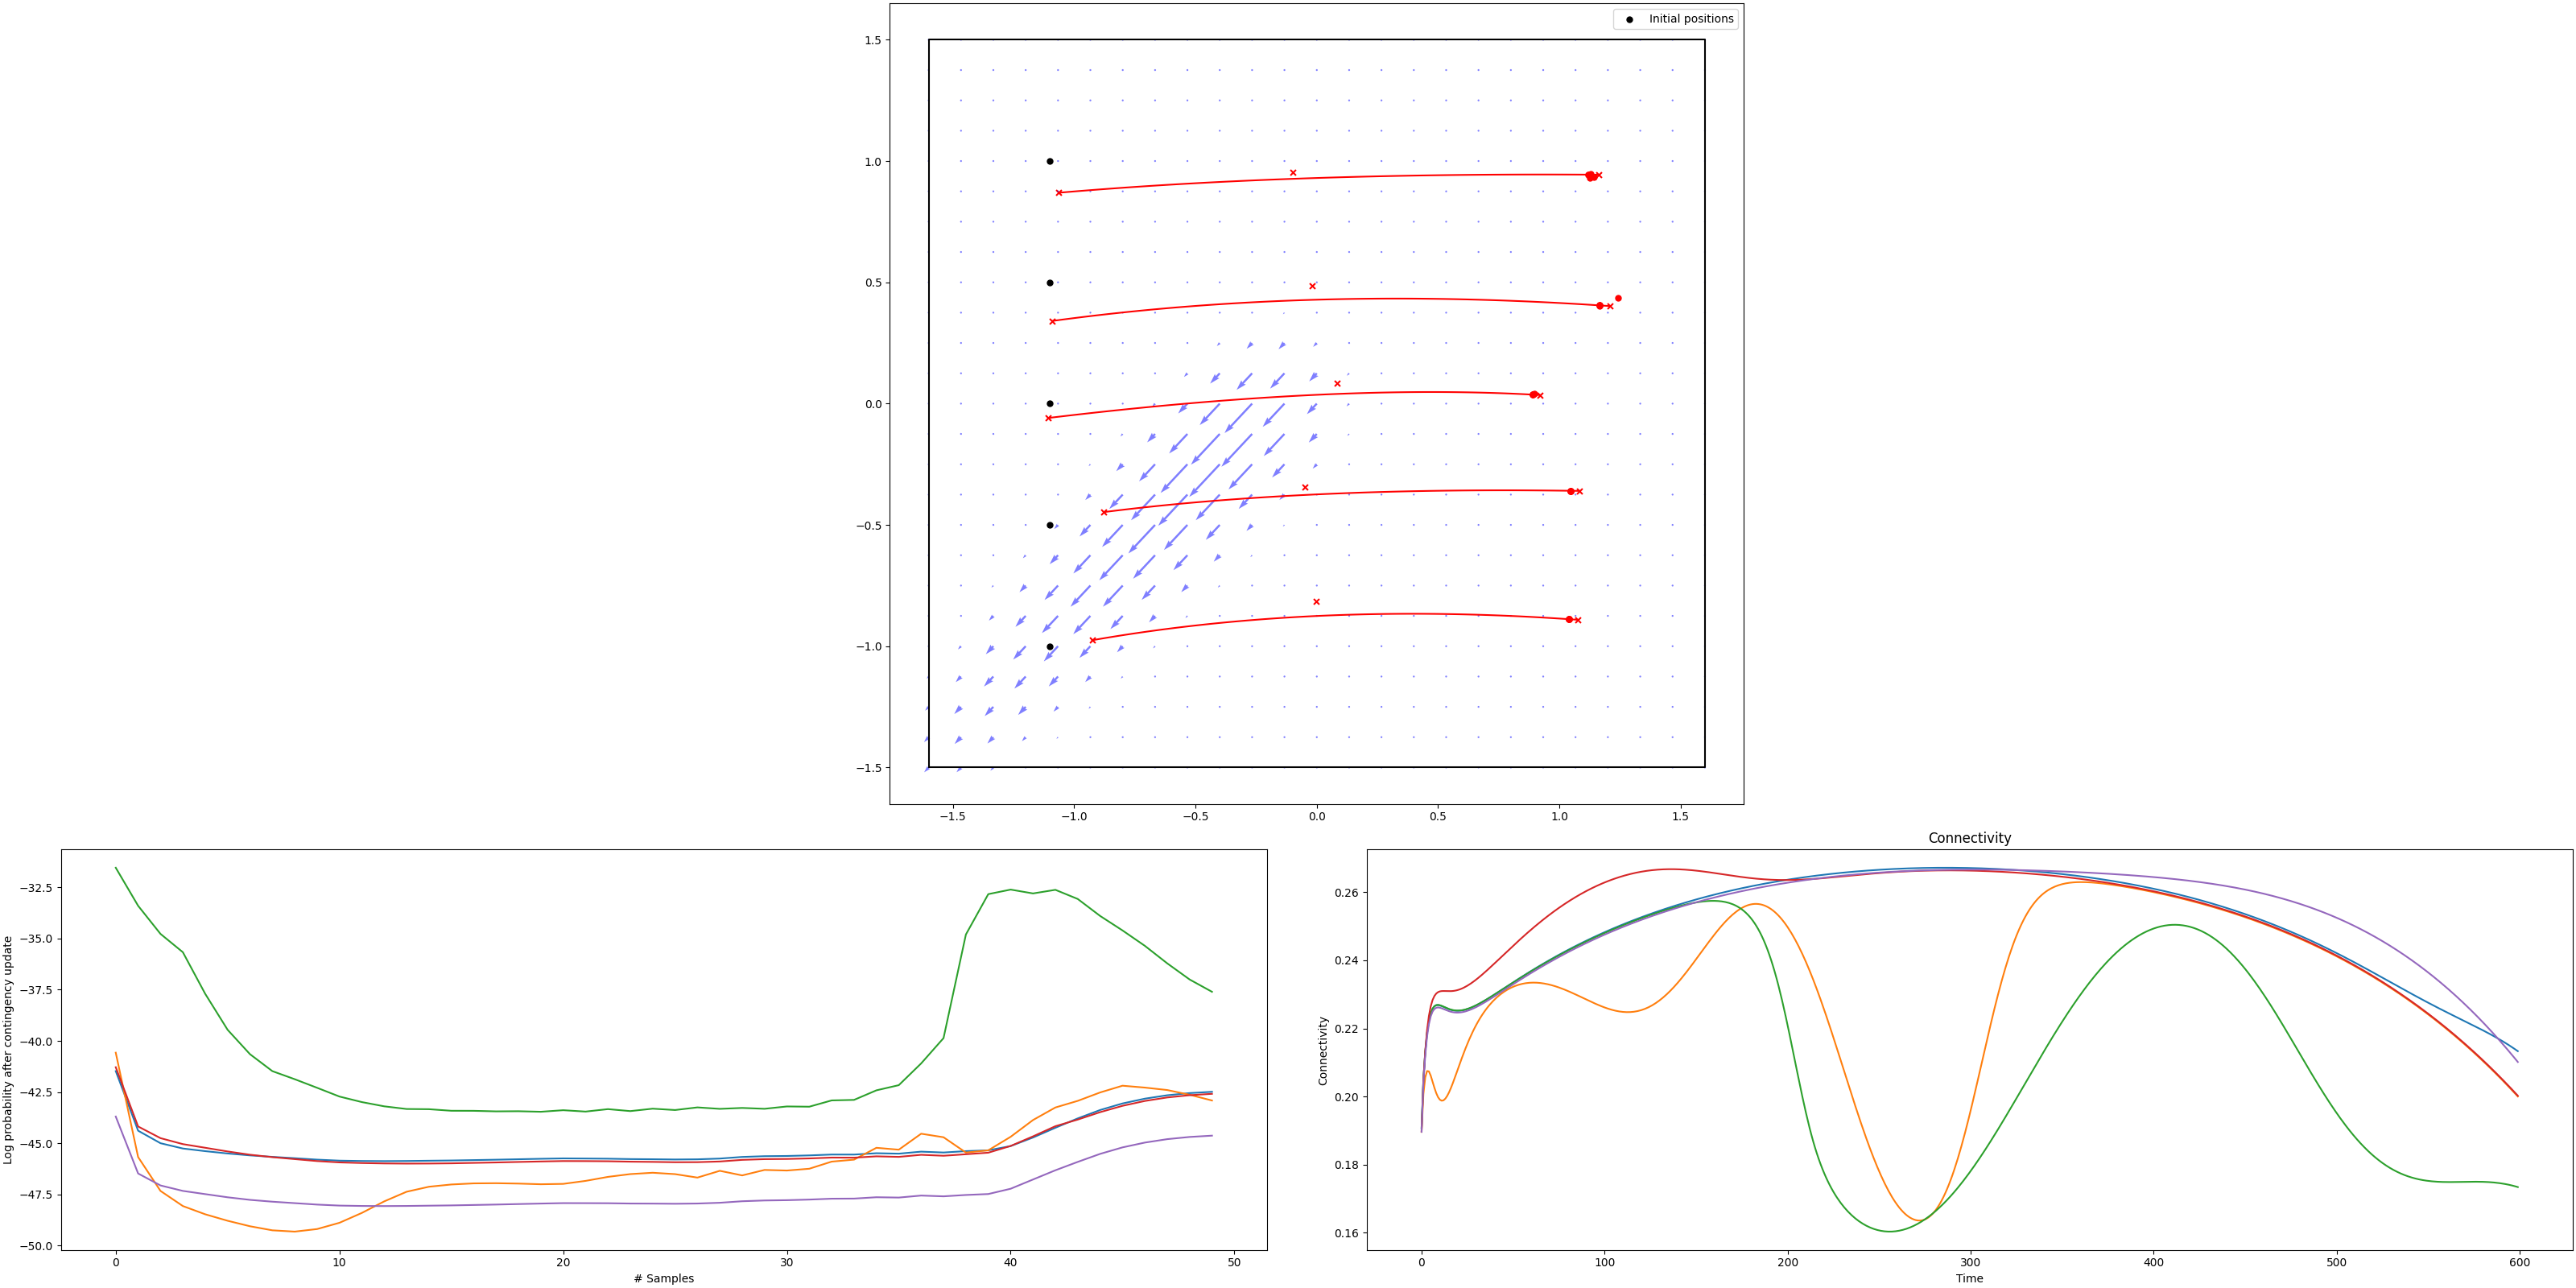 Initial positions
1.5
1.0
0.5
0.0
−0.5
−1.0
−1.5
−1.5 −1.0 −0.5 0.0 0.5 1.0 1.5
Log probability after contingency update
−32.5
−35.0
−37.5
−40.0
−42.5
−45.0
−47.5
−50.0
0 10 20 30 40 50
# Samples
Connectivity
Connectivity
0.26
0.24
0.22
0.20
0.18
0.16
0 100 200 300 400 500 600
Time